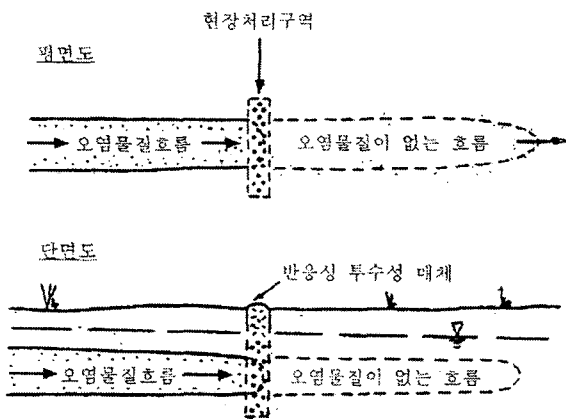 현장처리구역
평면도
오염물질흐름
오염물질이 없는 흐름
단면도
반응성 투수성 매체
오염물질흐름
오염물질이 없는 흐름